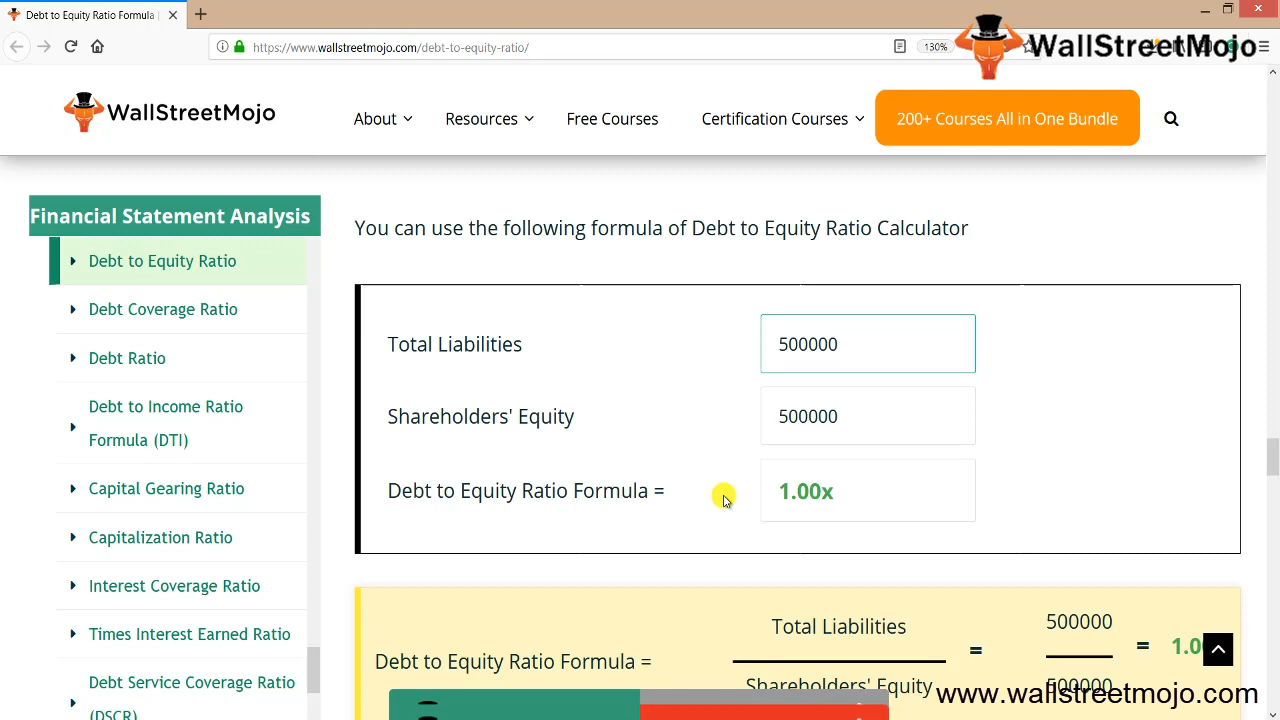 Debt to Equity Ratio Formula
https://www.wallstreetmojo.com/debt-to-equity-ratio/
130%
WallStreetMojo
WallStreetMojo
About
Resources
Free Courses
Certification Courses
200+ Courses All in One Bundle
Financial Statement Analysis
Debt to Equity Ratio
Debt Coverage Ratio
Debt Ratio
Debt to Income Ratio
Formula (DTI)
Capital Gearing Ratio
Capitalization Ratio
Interest Coverage Ratio
Times Interest Earned Ratio
Debt Service Coverage Ratio
(DSCR)
You can use the following formula of Debt to Equity Ratio Calculator
Total Liabilities 500000
Shareholders' Equity 500000
Debt to Equity Ratio Formula = 1.00x
Total Liabilities 500000
Debt to Equity Ratio Formula = = = 1.0
Shareholders' Equity 500000
www.wallstreetmojo.com